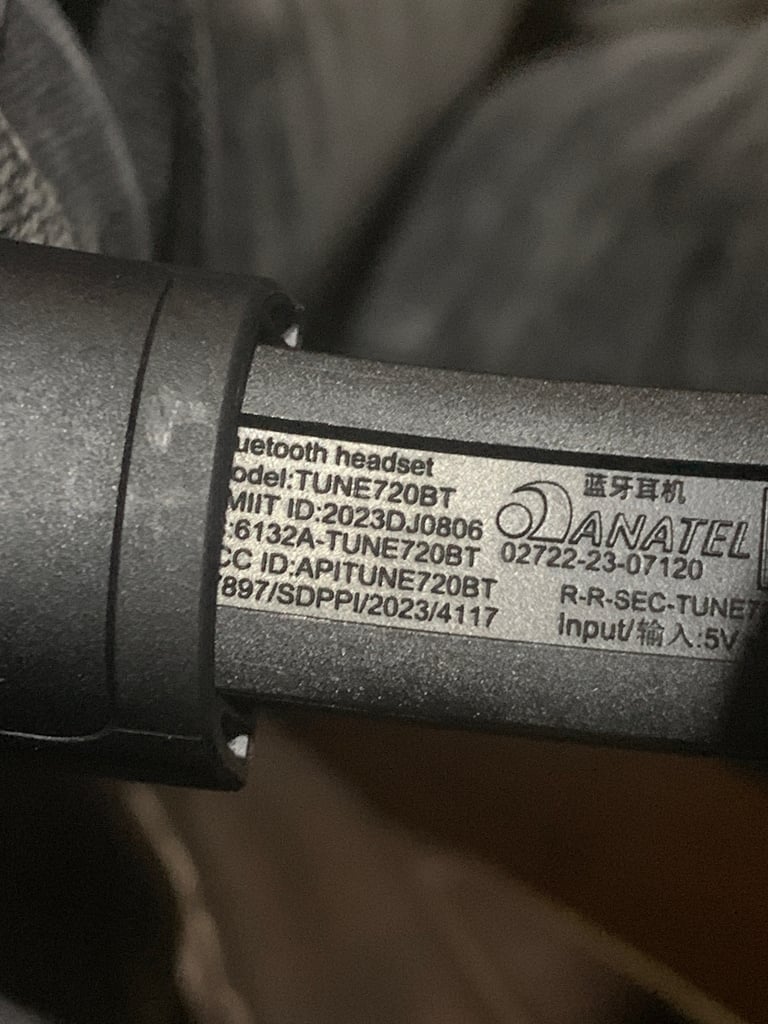 uetooth headset
odel:TUNE720BT
MIIT ID:2023DJ0806
:6132A-TUNE720BT
CC ID:APITUNE720BT
7897/SDPPI/2023/4117
蓝牙耳机
ANATEL
02722-23-07120
R-R-SEC-TUNE7
Input/输入:5V